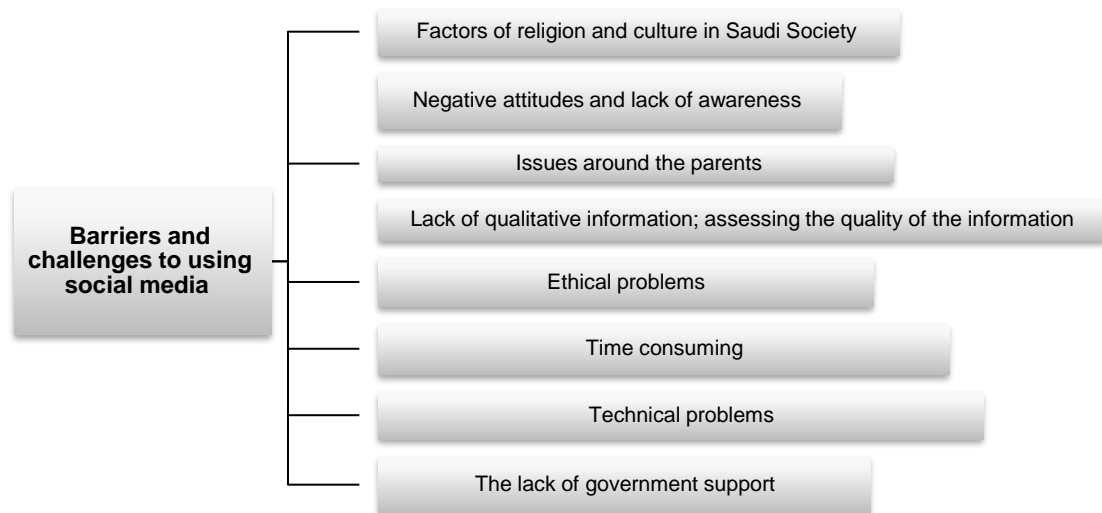 Barriers and
challenges to using
social media
Factors of religion and culture in Saudi Society
Negative attitudes and lack of awareness
Issues around the parents
Lack of qualitative information; assessing the quality of the information
Ethical problems
Time consuming
Technical problems
The lack of government support